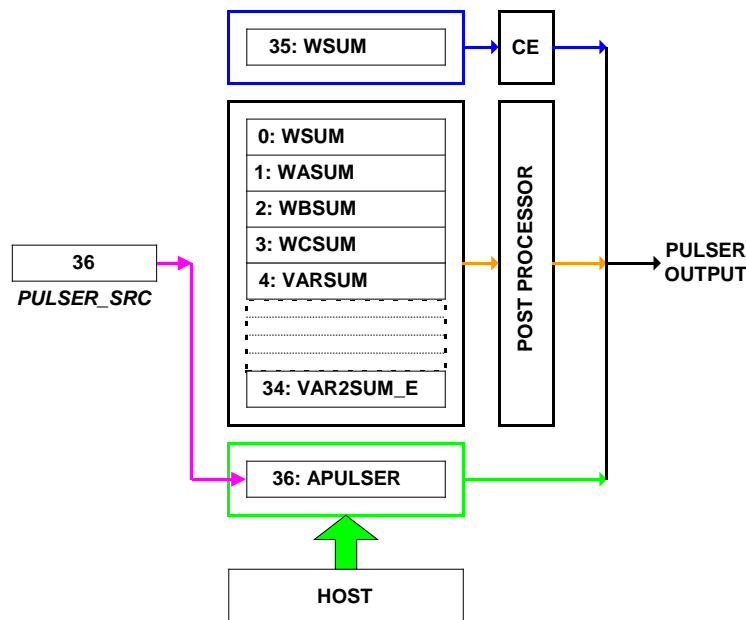 35: WSUM
CE
0: WSUM
1: WASUM
2: WBSUM
3: WCSUM
4: VARSUM
34: VAR2SUM_E
POST PROCESSOR
36
PULSER_SRC
PULSER
OUTPUT
36: APULSER
HOST